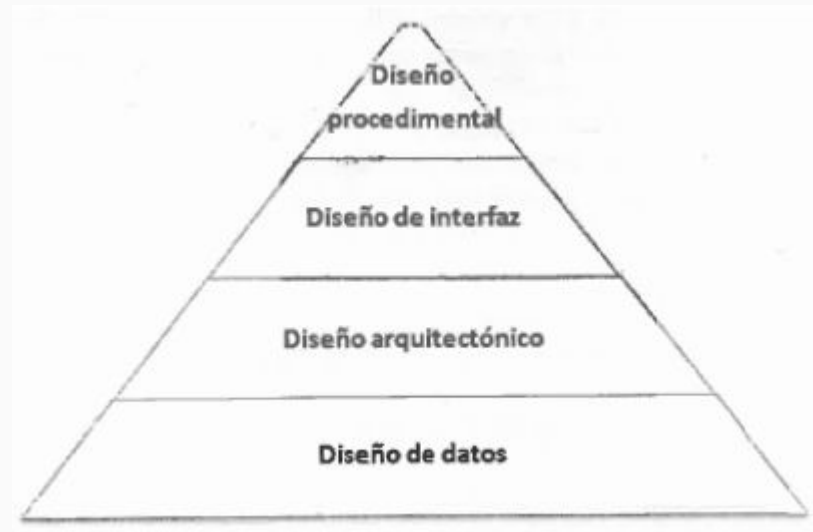 Diseño
procedimental
Diseño de interfaz
Diseño arquitectónico
Diseño de datos